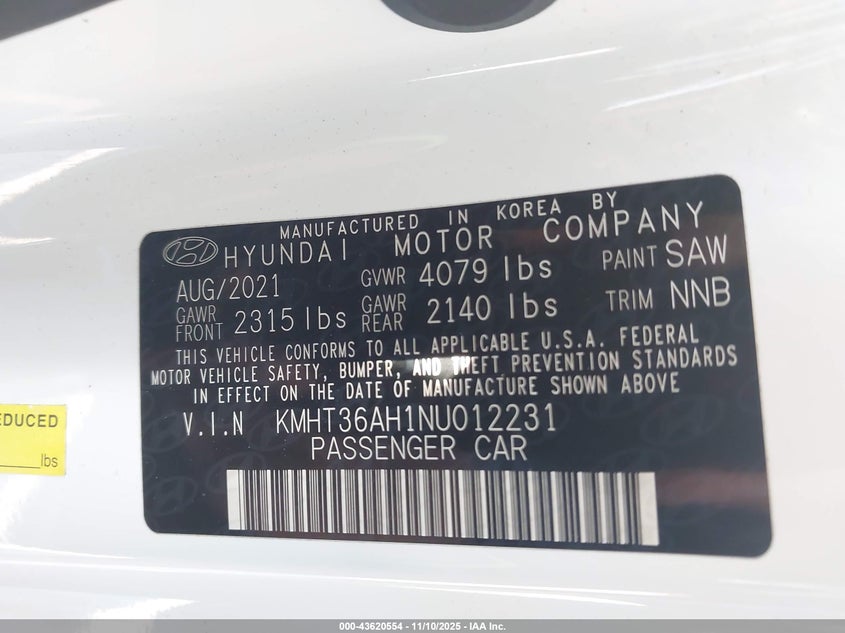 MANUFACTURED IN KOREA BY
HYUNDAI MOTOR COMPANY
AUG/2021 GVWR 4079 lbs PAINT SAW
GAWR FRONT 2315 lbs GAWR REAR 2140 lbs TRIM NNB
THIS VEHICLE CONFORMS TO ALL APPLICABLE U.S.A. FEDERAL
MOTOR VEHICLE SAFETY, BUMPER, AND THEFT PREVENTION STANDARDS
IN EFFECT ON THE DATE OF MANUFACTURE SHOWN ABOVE
V.I.N KMHT36AH1NU012231
PASSENGER CAR
EDUCED
lbs
000-43620554 - 11/10/2025 - IAA Inc.